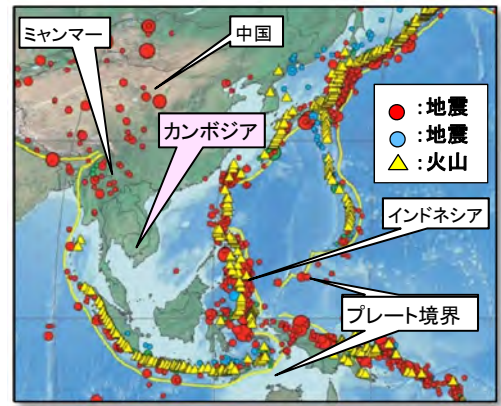 ミャンマー
中国
カンボジア
：地震
：地震
：火山
インドネシア
プレート境界